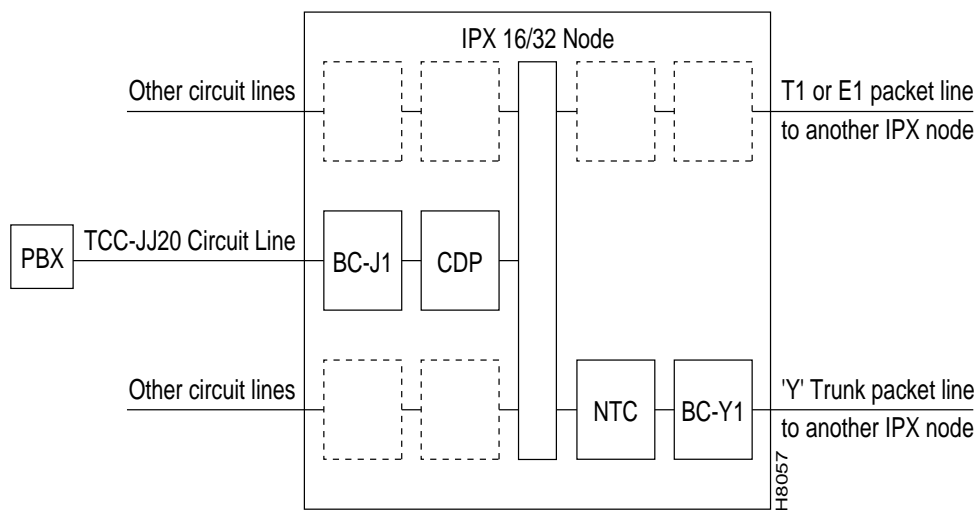 IPX 16/32 Node
Other circuit lines
T1 or E1 packet line
to another IPX node
PBX
TCC-JJ20 Circuit Line
BC-J1
CDP
Other circuit lines
NTC
BC-Y1
'Y' Trunk packet line
to another IPX node
H8057